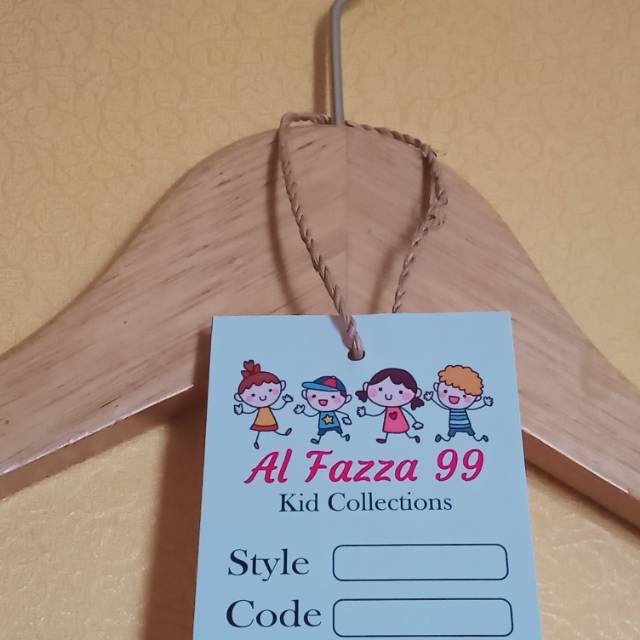 Al Fazza 99
Kid Collections
Style
Code